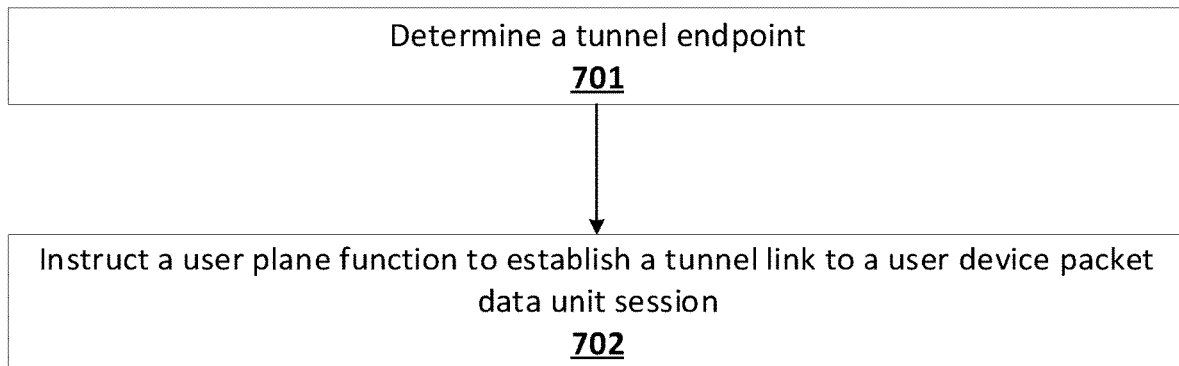 Determine a tunnel endpoint
701
Instruct a user plane function to establish a tunnel link to a user device packet
data unit session
702